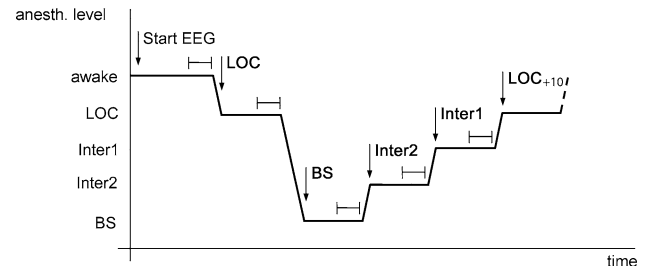 anesth. level
Start EEG
LOC
awake
LOC₊₁₀
LOC
Inter1
Inter1
Inter2
BS
Inter2
BS
time